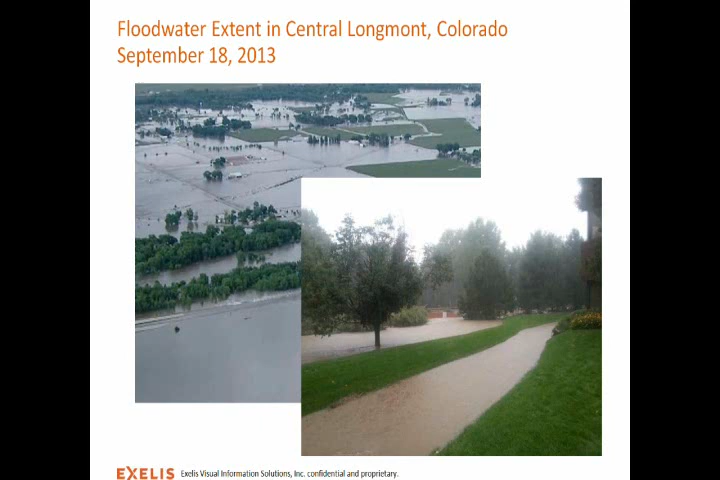 Floodwater Extent in Central Longmont, Colorado
September 18, 2013
EXELIS Exelis Visual Information Solutions, Inc. confidential and proprietary.